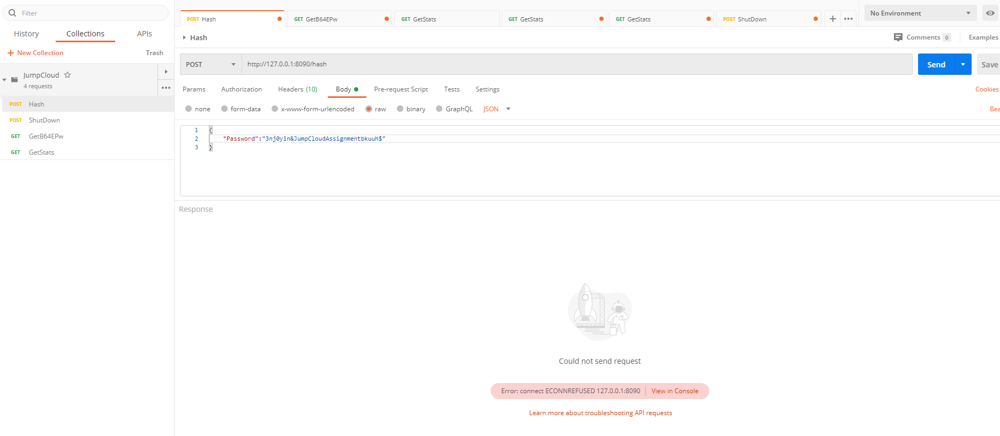 Filter
History Collections APIs
+ New Collection Trash
JumpCloud
4 requests
POST Hash
POST ShutDown
GET GetB64EPw
GET GetStats
POST Hash GET GetB64EPw GET GetStats GET GetStats GET GetStats POST ShutDown + ••• No Environment
Hash Comments 0 Examples
POST http://127.0.0.1:8090/hash Send Save
Params Authorization Headers (10) Body Pre-request Script Tests Settings Cookies
none form-data x-www-form-urlencoded raw binary GraphQL JSON Bea
1 {
2 "Password":"3nj0y1n&JumpCloudAssignmentbkuuh$"
3 }
Response
Could not send request
Error: connect ECONNREFUSED 127.0.0.1:8090 View in Console
Learn more about troubleshooting API requests